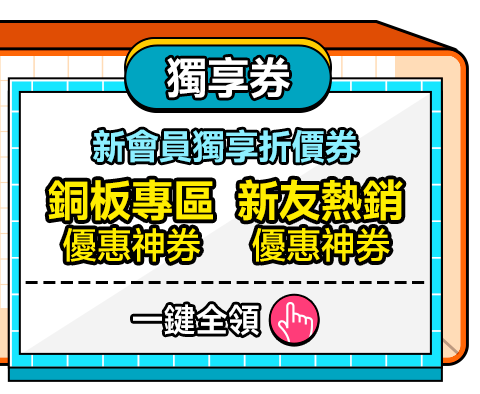 獨享券
新會員獨享折價券
銅板專區 新友熱銷
優惠神券 優惠神券
一鍵全領